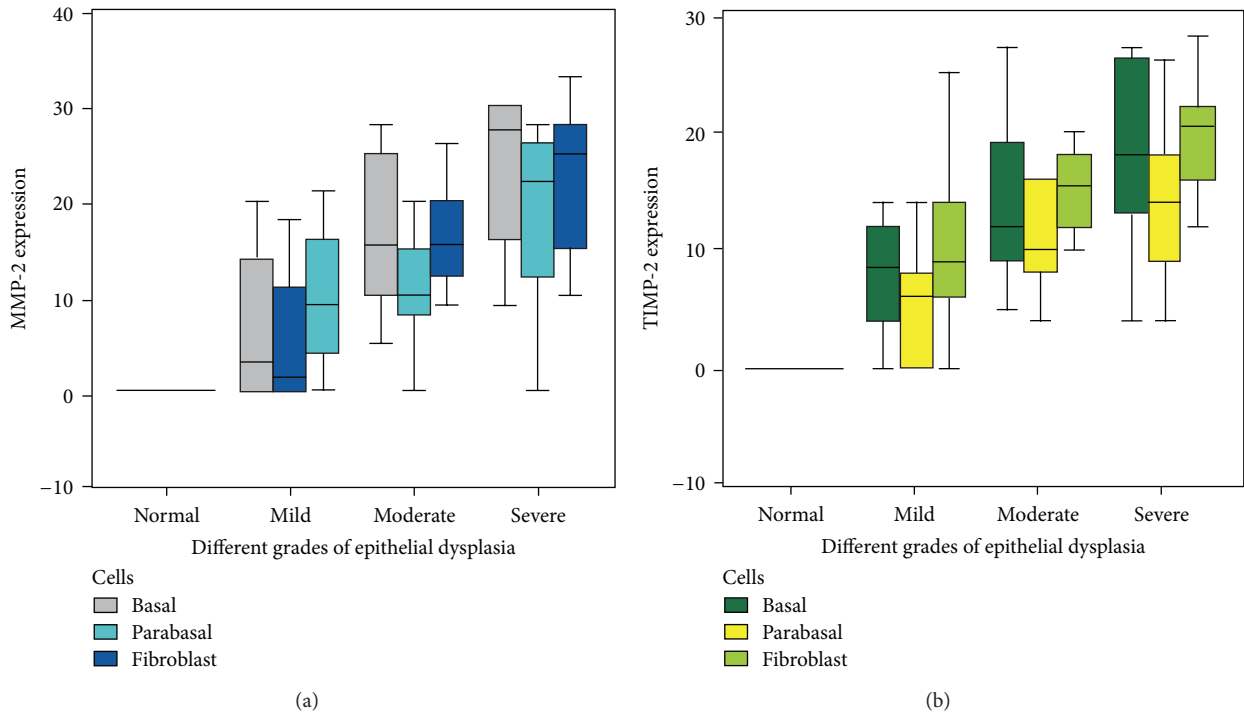 40
30
20
10
0
−10
MMP-2 expression
Normal Mild Moderate Severe
Different grades of epithelial dysplasia
Cells
Basal
Parabasal
Fibroblast
(a)
30
20
10
0
−10
TIMP-2 expression
Normal Mild Moderate Severe
Different grades of epithelial dysplasia
Cells
Basal
Parabasal
Fibroblast
(b)